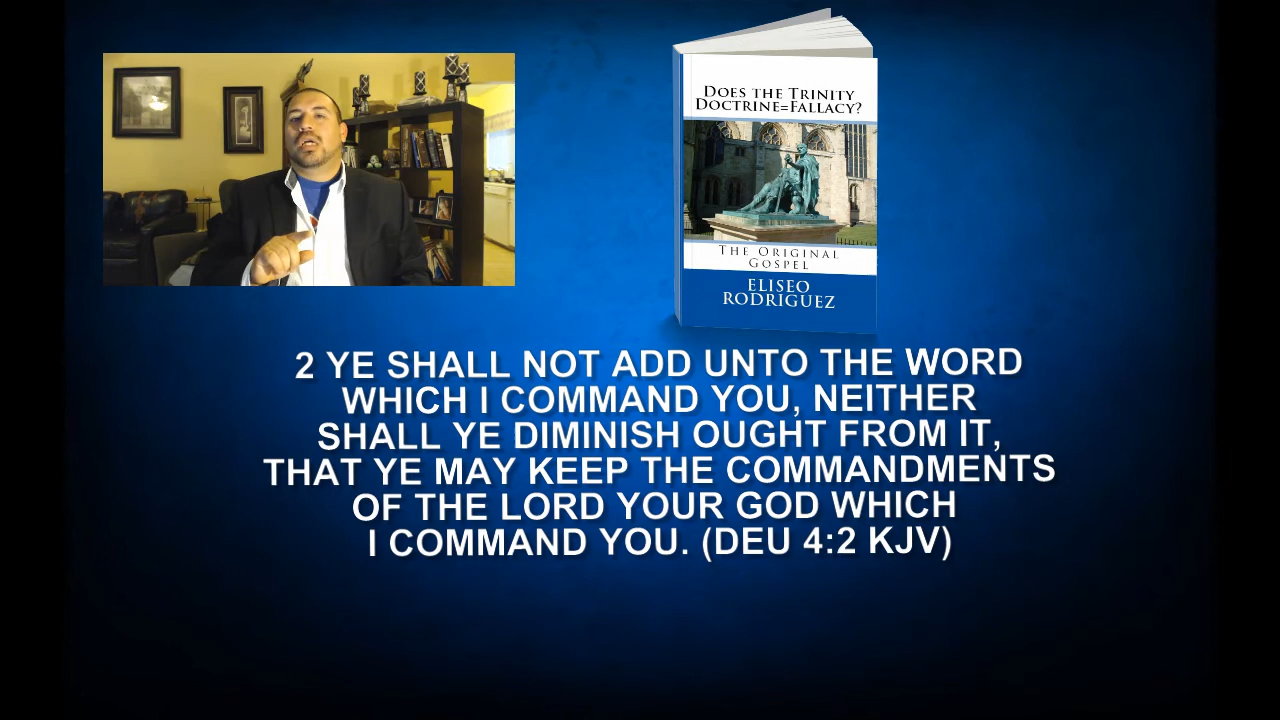 DOES THE TRINITY
DOCTRINE=FALLACY?
THE ORIGINAL
GOSPEL
ELISEO
RODRIGUEZ
2 YE SHALL NOT ADD UNTO THE WORD
WHICH I COMMAND YOU, NEITHER
SHALL YE DIMINISH OUGHT FROM IT,
THAT YE MAY KEEP THE COMMANDMENTS
OF THE LORD YOUR GOD WHICH
I COMMAND YOU. (DEU 4:2 KJV)